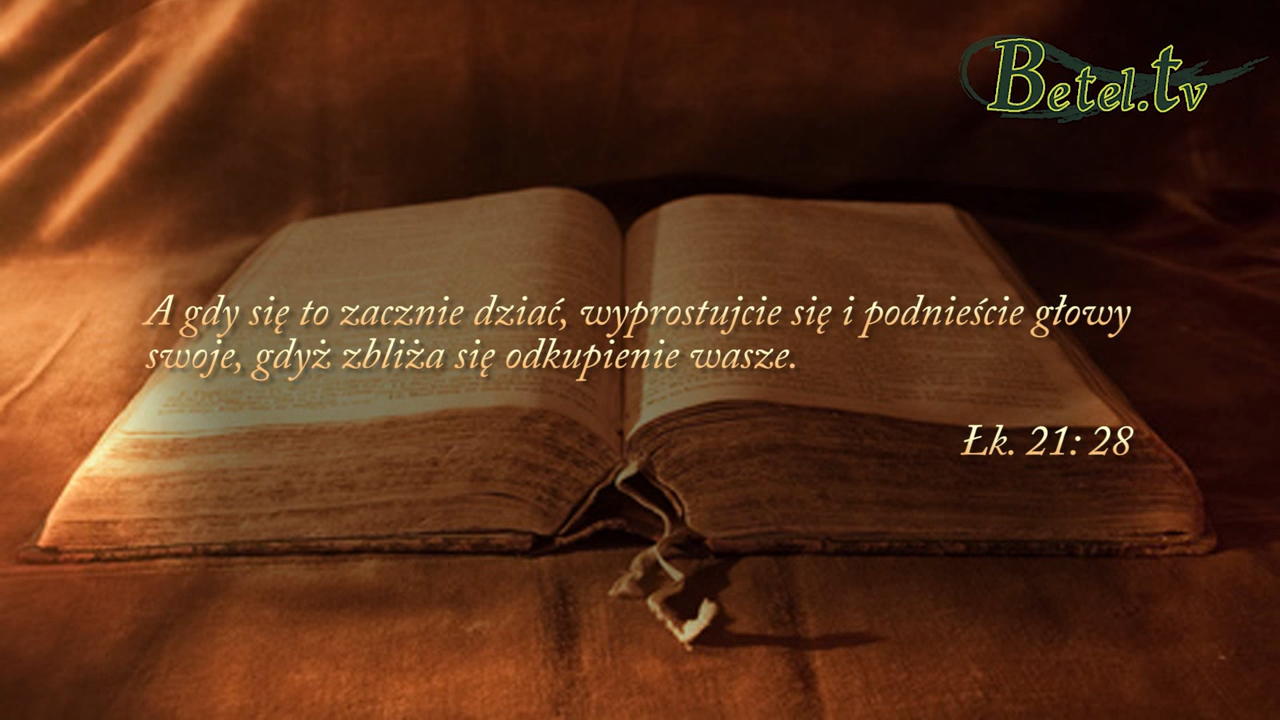 Betel.tv
A gdy się to zacznie dziać, wyprostujcie się i podnieście głowy
swoje, gdyż zbliża się odkupienie wasze.
Łk. 21: 28